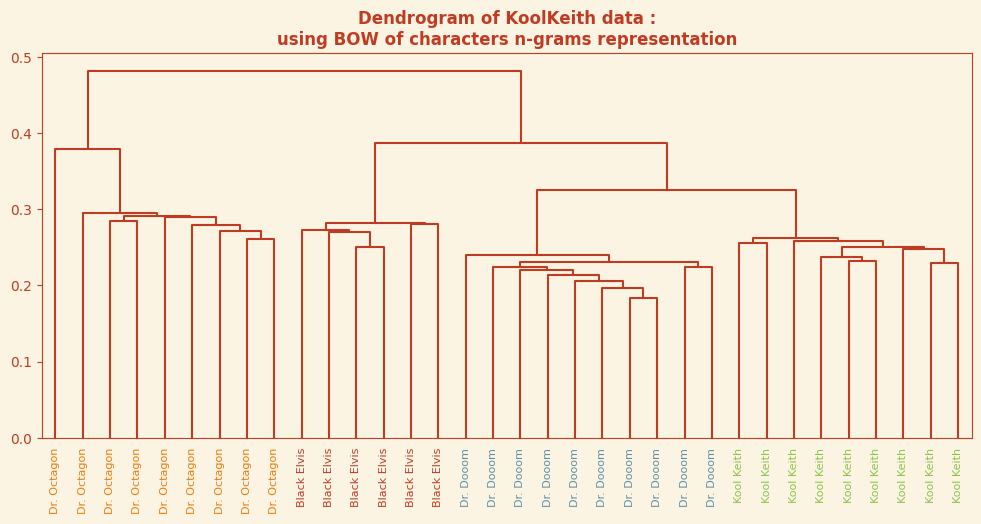 Dendrogram of KoolKeith data :
using BOW of characters n-grams representation
0.5
0.4
0.3
0.2
0.1
0.0
Dr. Octagon
Dr. Octagon
Dr. Octagon
Dr. Octagon
Dr. Octagon
Dr. Octagon
Dr. Octagon
Dr. Octagon
Dr. Octagon
Black Elvis
Black Elvis
Black Elvis
Black Elvis
Black Elvis
Black Elvis
Dr. Dooom
Dr. Dooom
Dr. Dooom
Dr. Dooom
Dr. Dooom
Dr. Dooom
Dr. Dooom
Dr. Dooom
Dr. Dooom
Dr. Dooom
Kool Keith
Kool Keith
Kool Keith
Kool Keith
Kool Keith
Kool Keith
Kool Keith
Kool Keith
Kool Keith